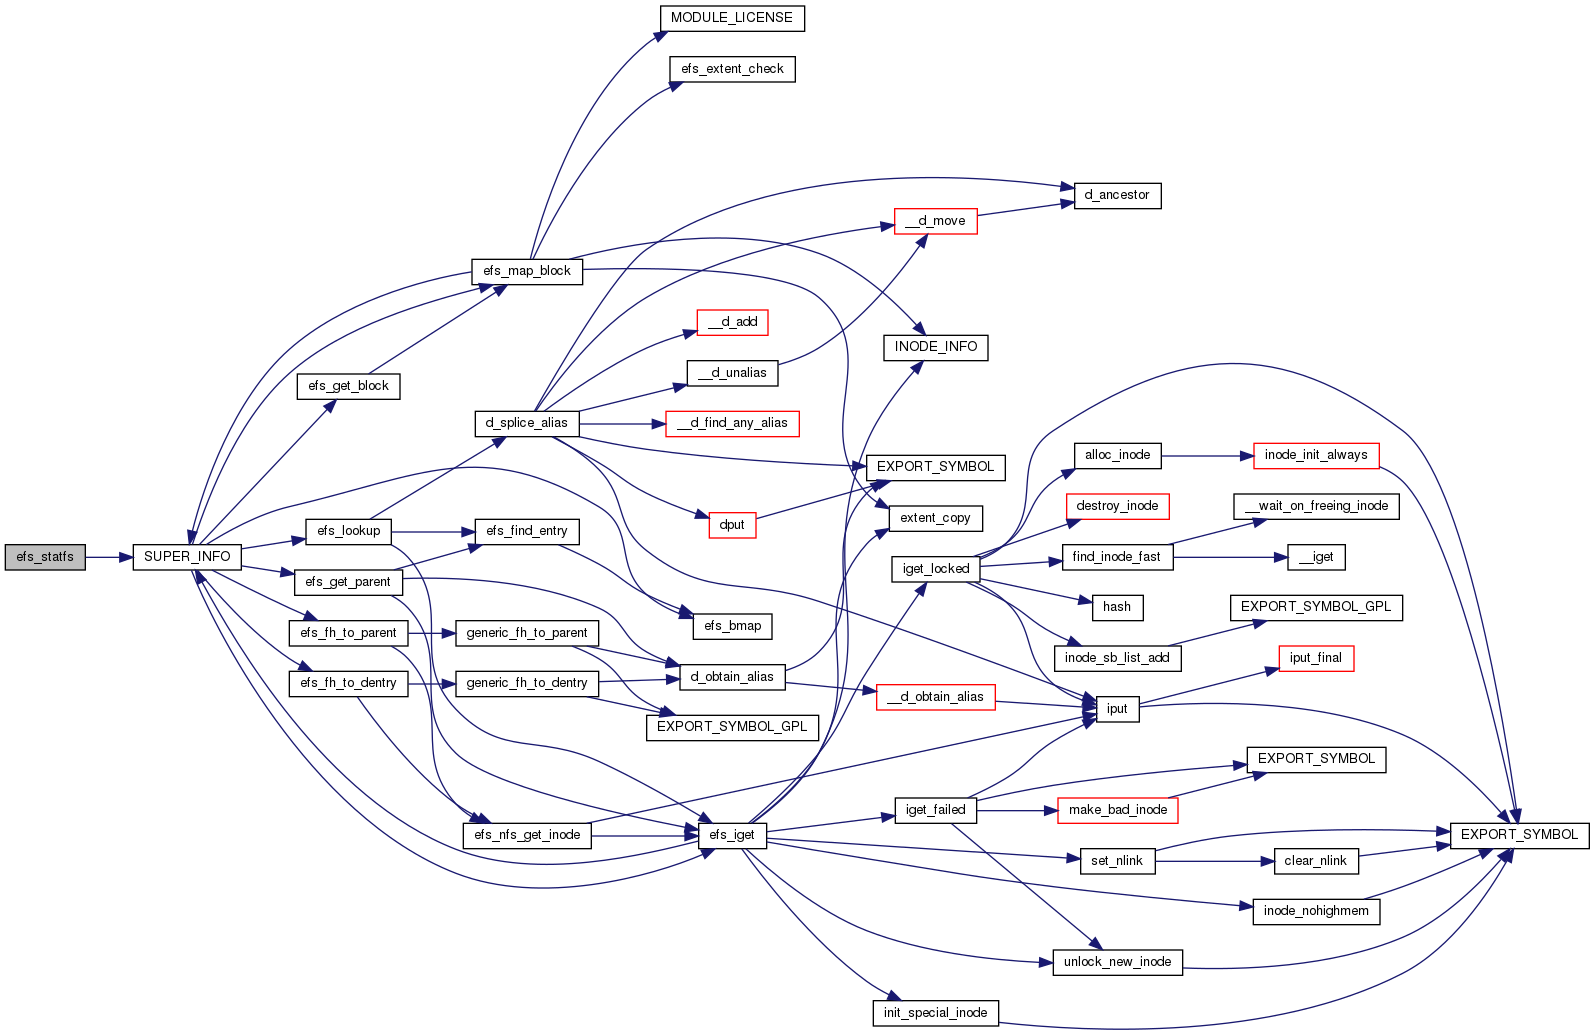 MODULE_LICENSE
efs_extent_check
d_ancestor
__d_move
efs_map_block
__d_add
INODE_INFO
__d_unalias
efs_get_block
d_splice_alias
__d_find_any_alias
alloc_inode
inode_init_always
EXPORT_SYMBOL
destroy_inode
__wait_on_freeing_inode
extent_copy
dput
efs_lookup
efs_find_entry
efs_statfs
SUPER_INFO
find_inode_fast
__iget
iget_locked
efs_get_parent
hash
EXPORT_SYMBOL_GPL
efs_bmap
efs_fh_to_parent
generic_fh_to_parent
inode_sb_list_add
iput_final
d_obtain_alias
efs_fh_to_dentry
generic_fh_to_dentry
__d_obtain_alias
iput
EXPORT_SYMBOL_GPL
EXPORT_SYMBOL
iget_failed
make_bad_inode
efs_nfs_get_inode
efs_iget
EXPORT_SYMBOL
set_nlink
clear_nlink
inode_nohighmem
unlock_new_inode
init_special_inode